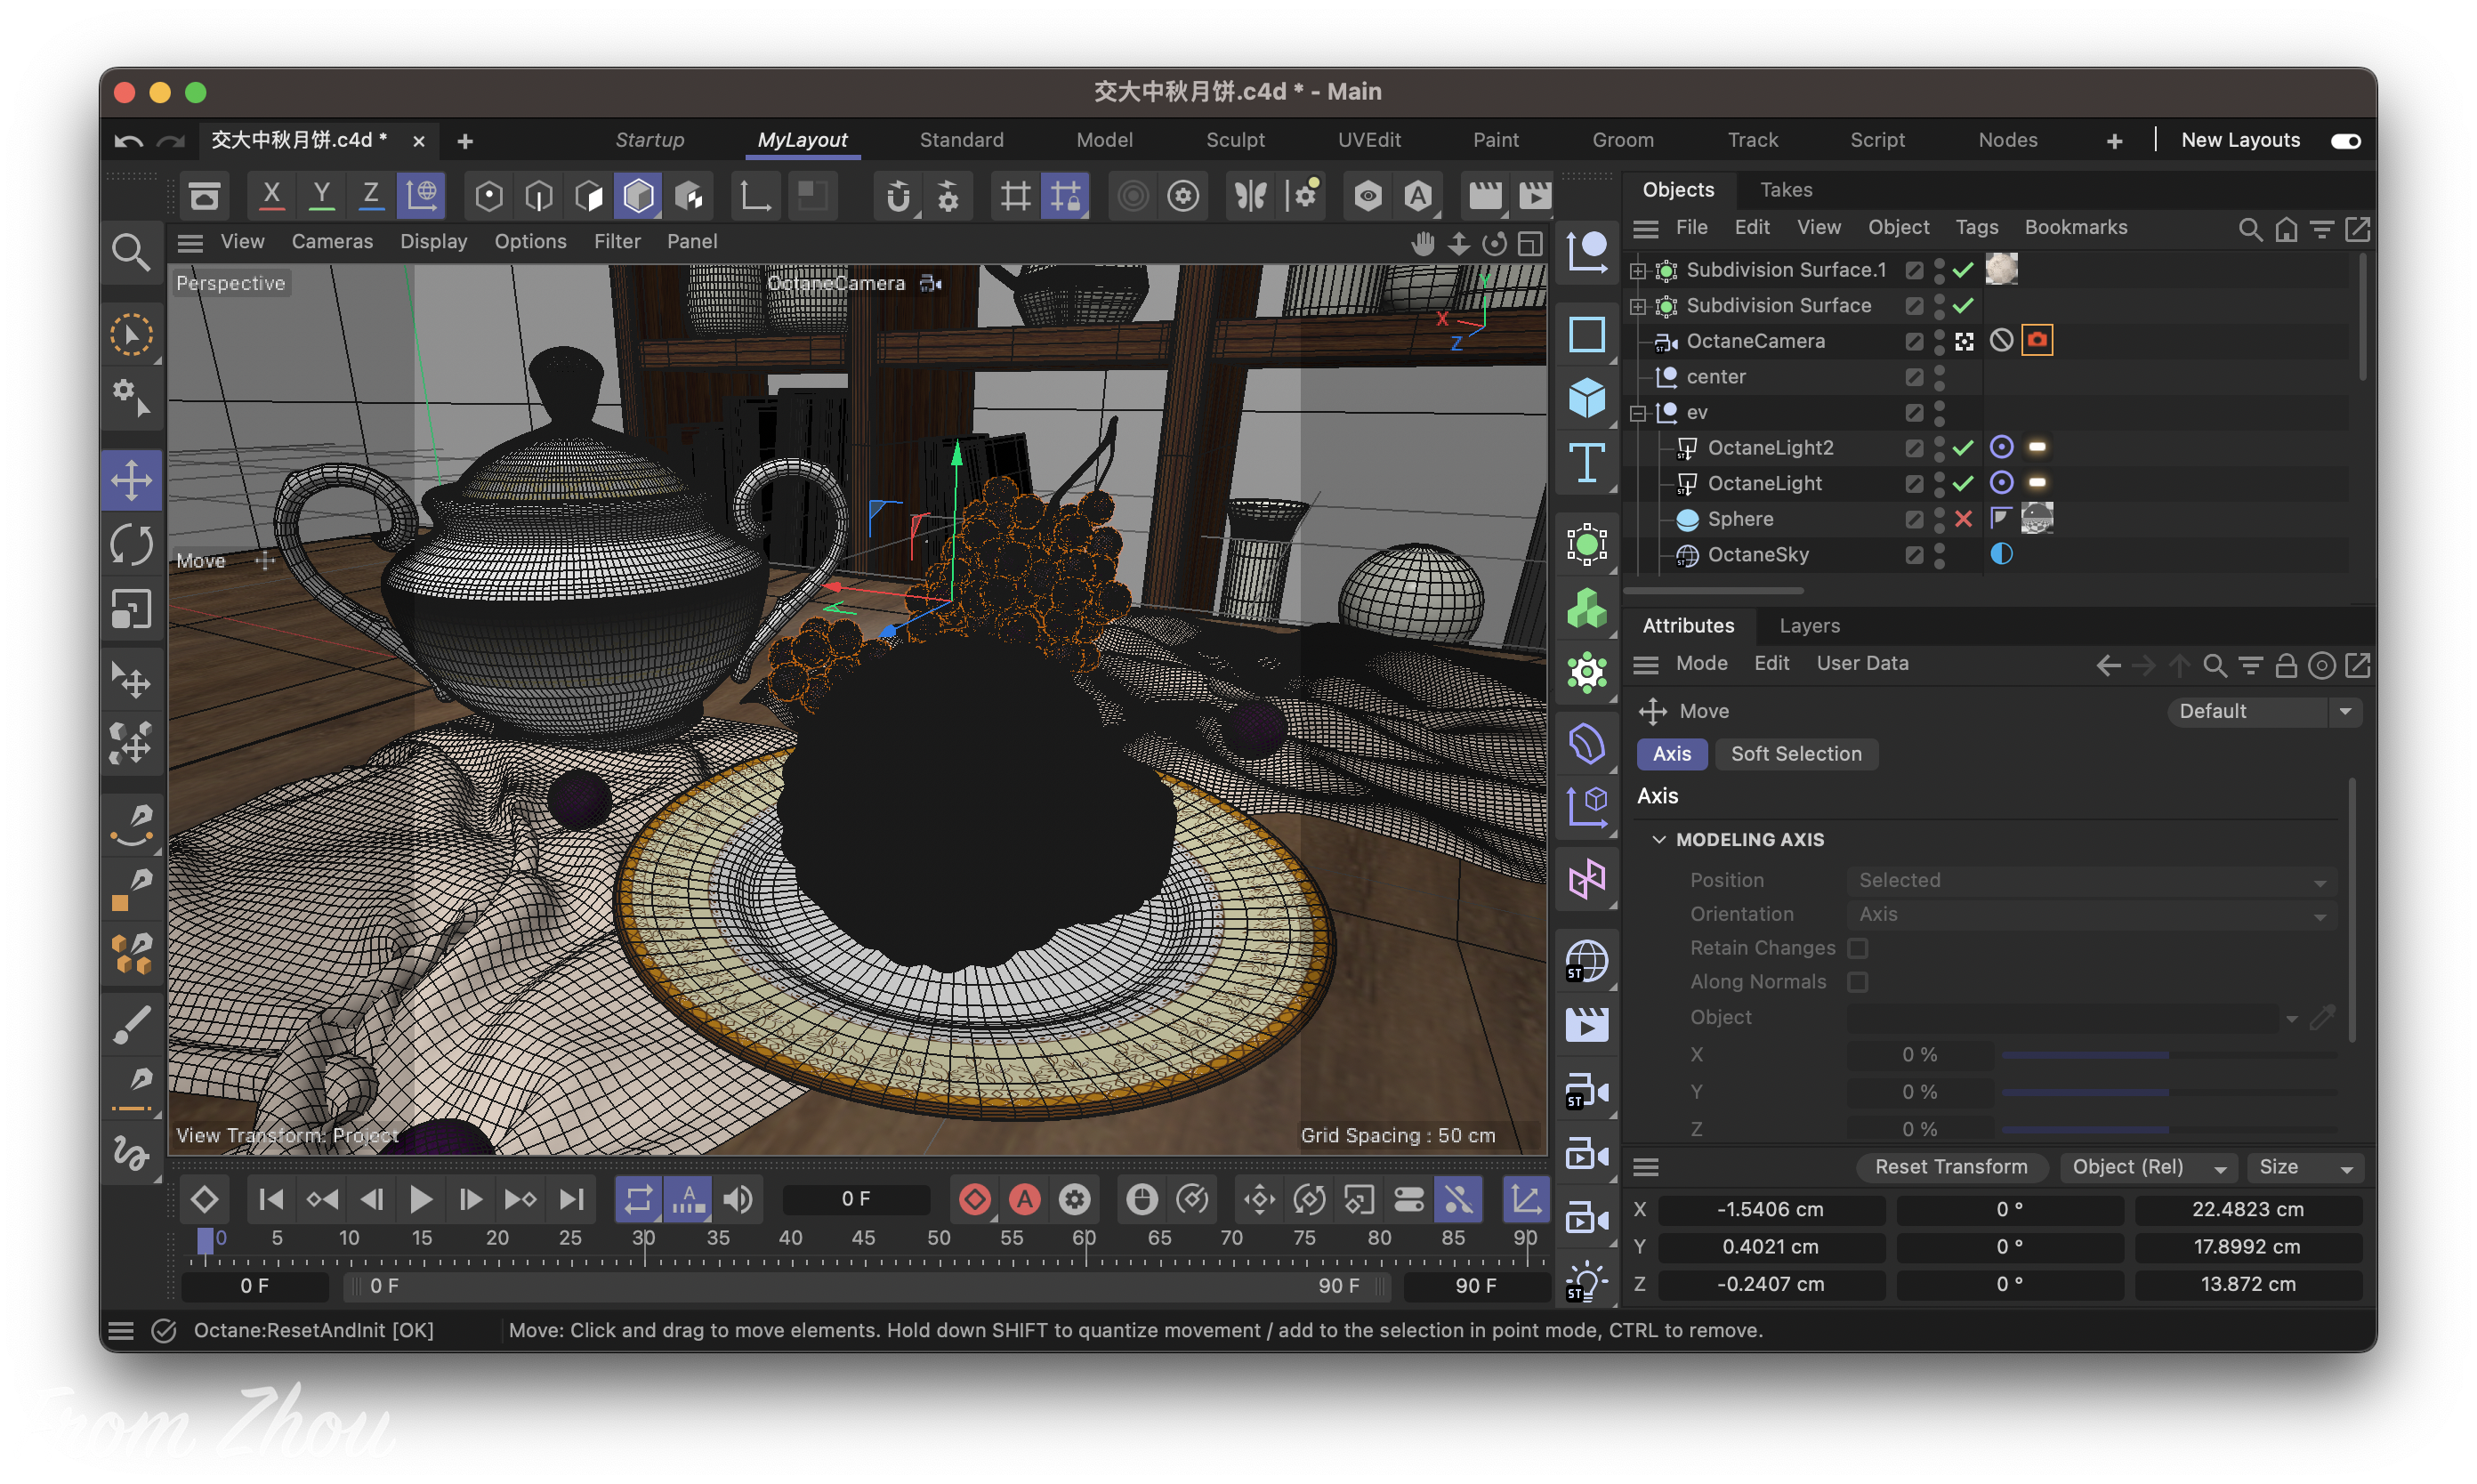 交大中秋月饼.c4d * - Main
交大中秋月饼.c4d *
Startup
MyLayout
Standard
Model
Sculpt
UVEdit
Paint
Groom
Track
Script
Nodes
New Layouts
X Y Z
A
View Cameras Display Options Filter Panel
Perspective
OctaneCamera
Y
X
Z
Move
View Transform: Project
Grid Spacing : 50 cm
Objects Takes
File Edit View Object Tags Bookmarks
Subdivision Surface.1
Subdivision Surface
OctaneCamera
center
ev
OctaneLight2
OctaneLight
Sphere
OctaneSky
Attributes Layers
Mode Edit User Data
Move
Default
Axis Soft Selection
Axis
MODELING AXIS
Position Selected
Orientation Axis
Retain Changes
Along Normals
Object
X 0 %
Y 0 %
Z 0 %
Reset Transform Object (Rel) Size
X -1.5406 cm 0 ° 22.4823 cm
Y 0.4021 cm 0 ° 17.8992 cm
Z -0.2407 cm 0 ° 13.872 cm
ST
ST
ST
A
0 F
A
0 5 10 15 20 25 30 35 40 45 50 55 60 65 70 75 80 85 90
0 F 0 F 90 F 90 F
Octane:ResetAndInit [OK]
Move: Click and drag to move elements. Hold down SHIFT to quantize movement / add to the selection in point mode, CTRL to remove.
From Zhou